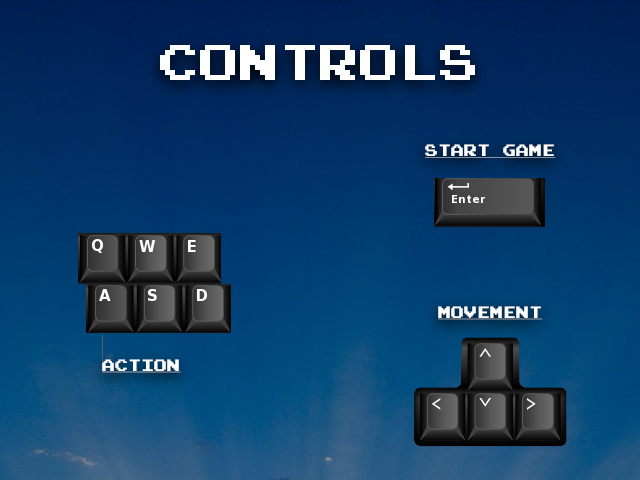 CONTROLS
START GAME
Enter
Q W E
A S D
ACTION
MOVEMENT